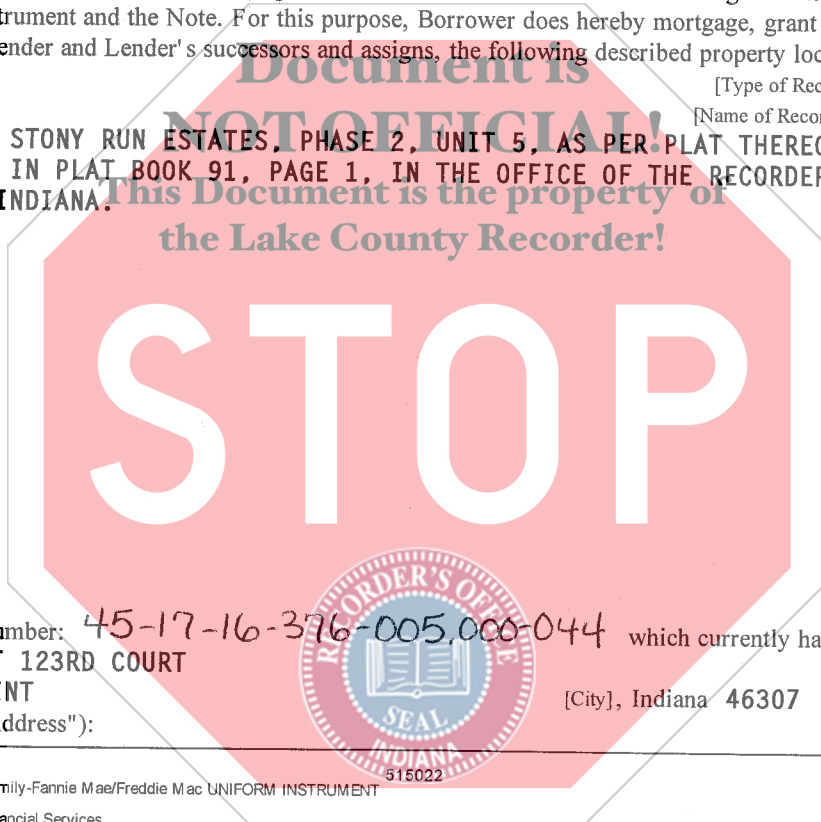 trument and the Note. For this purpose, Borrower does hereby mortgage, grant
ender and Lender's successors and assigns, the following described property loc
Document is
[Type of Rec
NOT OFFICIAL!
[Name of Recor
STONY RUN ESTATES, PHASE 2, UNIT 5, AS PER PLAT THEREO
IN PLAT BOOK 91, PAGE 1, IN THE OFFICE OF THE RECORDER
INDIANA.
This Document is the property of
the Lake County Recorder!
STOP
RECORDER'S OFFICE
SEAL
INDIANA
umber: 45-17-16-376-005.000-044 which currently ha
T 123RD COURT
NT [City], Indiana 46307
ddress"):
515022
mily-Fannie Mae/Freddie Mac UNIFORM INSTRUMENT
ancial Services